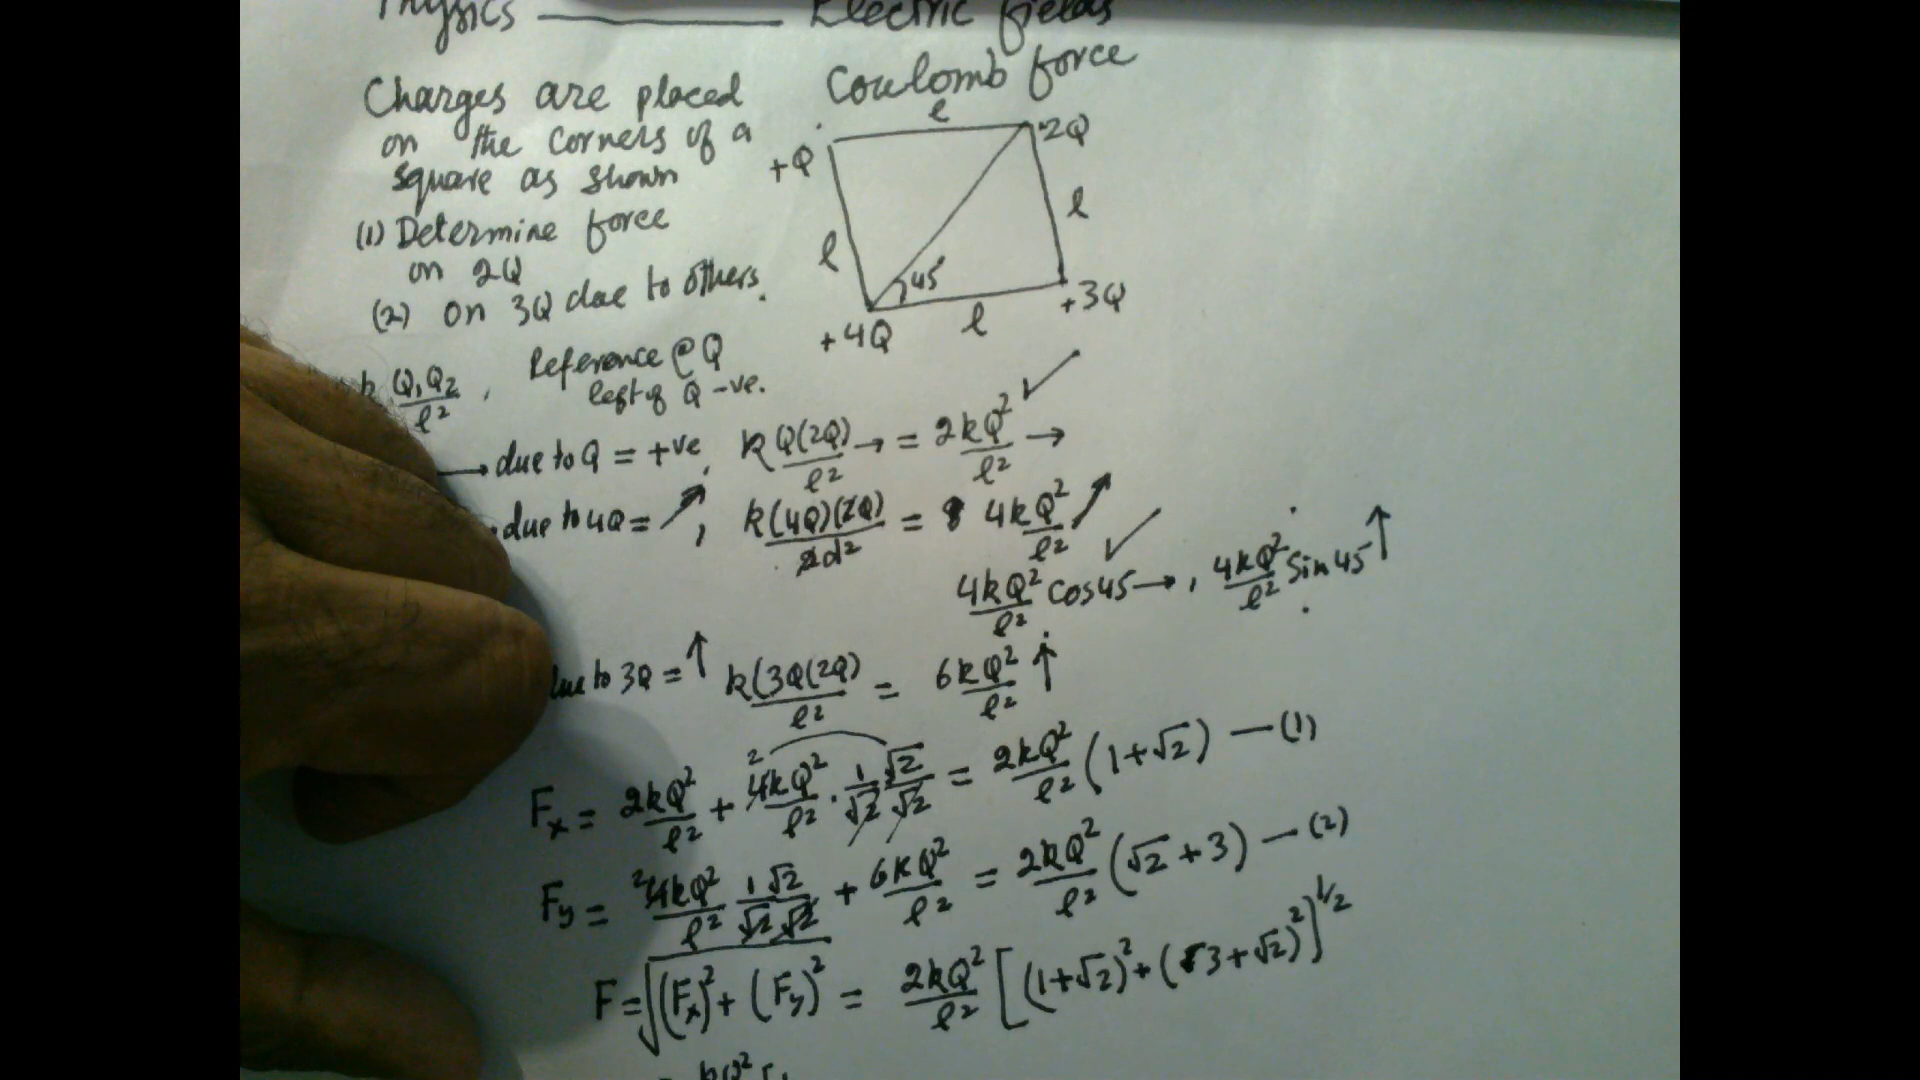 Physics ———— Electric fields
Coulomb force
Charges are placed
on the corners of a
square as shown
(1) Determine force
on 2Q
(2) on 3Q due to others.
l
+Q
2Q
l
l
45°
+4Q
l
+3Q
k Q₁Q₂/l² , Reference @ Q
left of Q -ve.
→ due to Q = +ve, k Q(2Q)/l² → = 2kQ²/l² → ✓
due to 4Q = ↗, k(4Q)(2Q)/2d² = 4kQ²/l² ↗
4kQ²/l² cos45 → , 4kQ²/l² sin45 ↑ ✓
due to 3Q = ↑ k(3Q(2Q)/l² = 6kQ²/l² ↑
Fx = 2kQ²/l² + 4kQ²/l² · 1/√2 √2/√2 = 2kQ²/l² (1+√2) — (1)
Fy = 4kQ²/l² 1/√2 √2/√2 + 6kQ²/l² = 2kQ²/l² (√2+3) — (2)
F = √(Fx)² + (Fy)² = 2kQ²/l² [(1+√2)² + (3+√2)²]^1/2